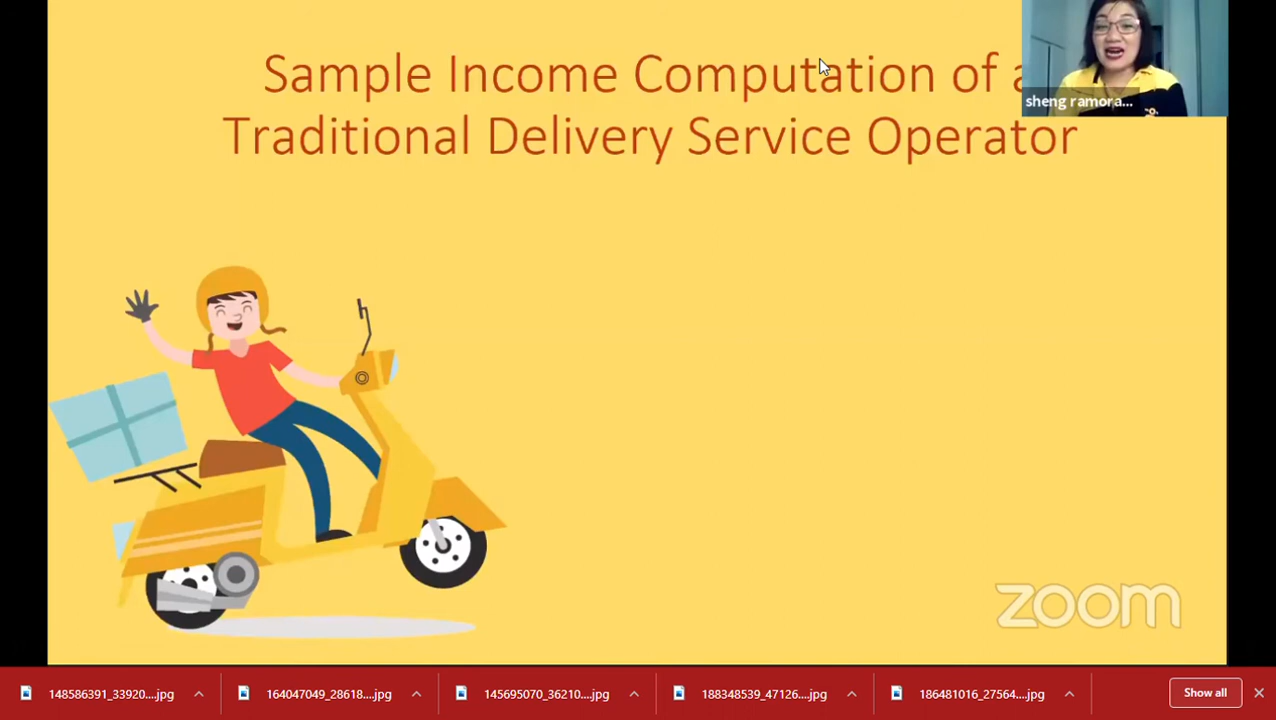 Sample Income Computation of a
Traditional Delivery Service Operator
sheng ramora...
zoom
148586391_33920....jpg
164047049_28618....jpg
145695070_36210....jpg
188348539_47126....jpg
186481016_27564....jpg
Show all